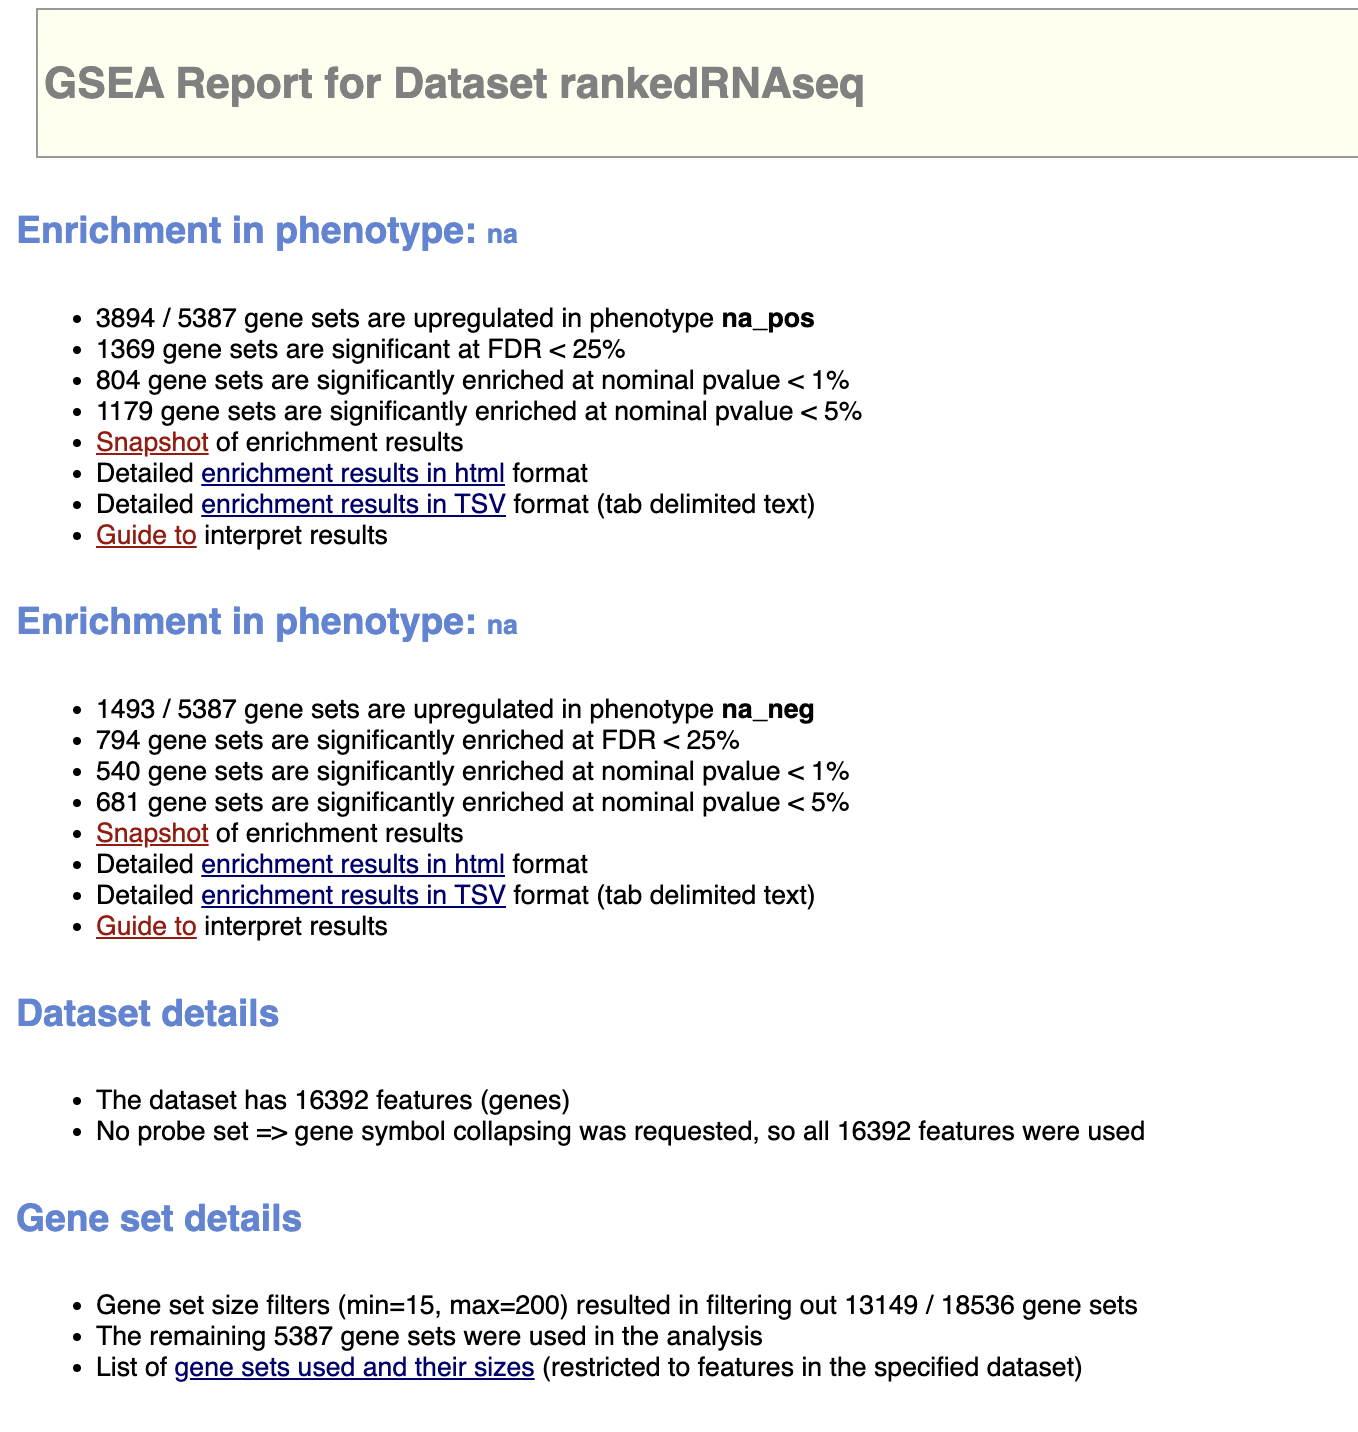 GSEA Report for Dataset rankedRNAseq
Enrichment in phenotype: na
• 3894 / 5387 gene sets are upregulated in phenotype na_pos
• 1369 gene sets are significant at FDR < 25%
• 804 gene sets are significantly enriched at nominal pvalue < 1%
• 1179 gene sets are significantly enriched at nominal pvalue < 5%
• Snapshot of enrichment results
• Detailed enrichment results in html format
• Detailed enrichment results in TSV format (tab delimited text)
• Guide to interpret results
Enrichment in phenotype: na
• 1493 / 5387 gene sets are upregulated in phenotype na_neg
• 794 gene sets are significantly enriched at FDR < 25%
• 540 gene sets are significantly enriched at nominal pvalue < 1%
• 681 gene sets are significantly enriched at nominal pvalue < 5%
• Snapshot of enrichment results
• Detailed enrichment results in html format
• Detailed enrichment results in TSV format (tab delimited text)
• Guide to interpret results
Dataset details
• The dataset has 16392 features (genes)
• No probe set => gene symbol collapsing was requested, so all 16392 features were used
Gene set details
• Gene set size filters (min=15, max=200) resulted in filtering out 13149 / 18536 gene sets
• The remaining 5387 gene sets were used in the analysis
• List of gene sets used and their sizes (restricted to features in the specified dataset)